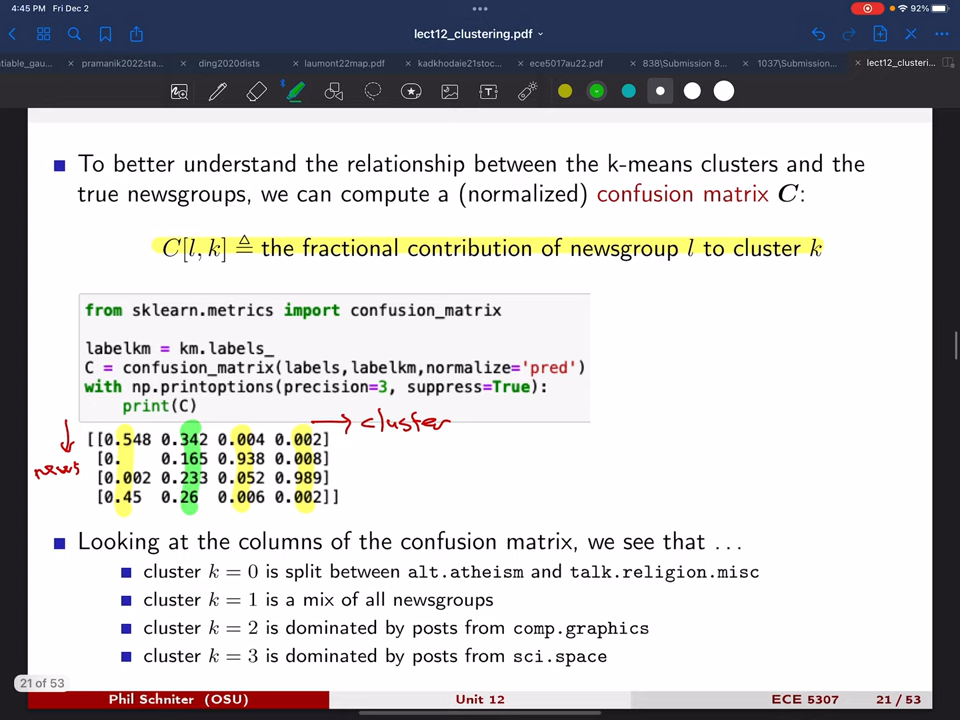 4:45 PM Fri Dec 2
92%
lect12_clustering.pdf
pramanik2022sta...
ding2020dists
laumont22map.pdf
kadkhodaie21stoc...
ece5017au22.pdf
838\Submission 8...
1037\Submission...
lect12_clusteri...
To better understand the relationship between the k-means clusters and the
true newsgroups, we can compute a (normalized) confusion matrix C:
C[l, k] ≜ the fractional contribution of newsgroup l to cluster k
from sklearn.metrics import confusion_matrix
labelkm = km.labels_
C = confusion_matrix(labels,labelkm,normalize='pred')
with np.printoptions(precision=3, suppress=True):
print(C)
→ cluster
[[0.548 0.342 0.004 0.002]
[0. 0.165 0.938 0.008]
news
[0.002 0.233 0.052 0.989]
[0.45 0.26 0.006 0.002]]
Looking at the columns of the confusion matrix, we see that ...
cluster k = 0 is split between alt.atheism and talk.religion.misc
cluster k = 1 is a mix of all newsgroups
cluster k = 2 is dominated by posts from comp.graphics
cluster k = 3 is dominated by posts from sci.space
21 of 53
Phil Schniter (OSU) Unit 12 ECE 5307 21 / 53